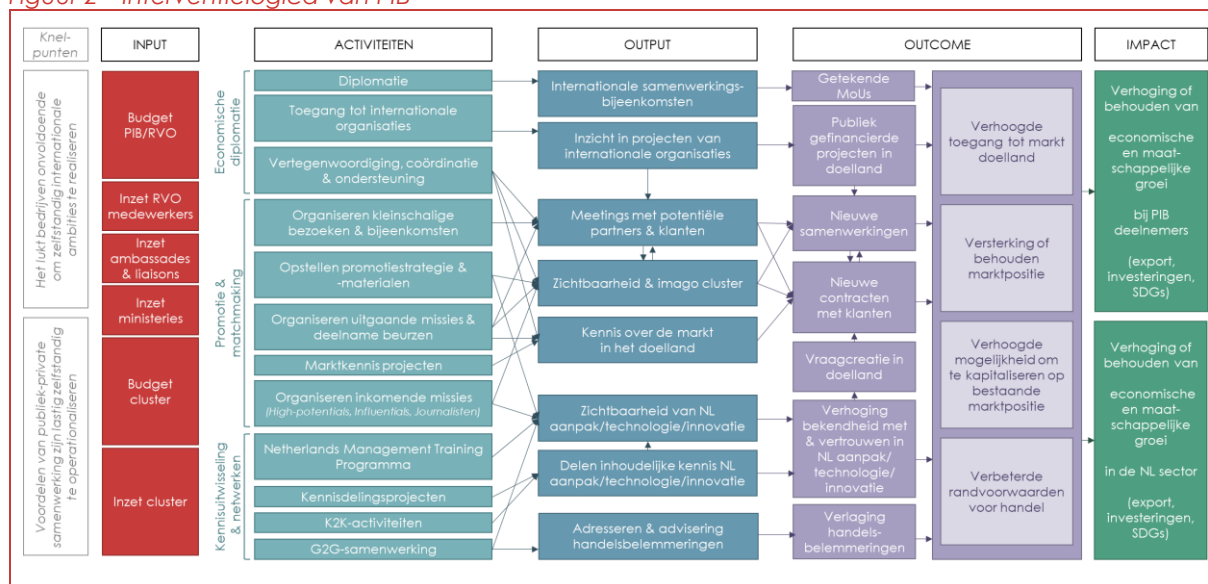 Figuur 2 - Interventielogica van PIB
Knel-
punten
INPUT
ACTIVITEITEN
OUTPUT
OUTCOME
IMPACT
Het lukt bedrijven onvoldoende
om zelfstandig internationale
ambities te realiseren
Voordelen van publiek-private
samenwerking zijn lastig zelfstandig
te operationaliseren
Budget
PIB/RVO
Inzet RVO
medewerkers
Inzet
ambassades
& liaisons
Inzet
ministeries
Budget
cluster
Inzet cluster
Economische
diplomatie
Diplomatie
Toegang tot internationale
organisaties
Vertegenwoordiging, coördinatie
& ondersteuning
Promotie &
matchmaking
Organiseren kleinschalige
bezoeken & bijeenkomsten
Opstellen promotiestrategie &
-materialen
Organiseren uitgaande missies &
deelname beurzen
Marktkennis projecten
Organiseren inkomende missies
(High-potentials, Influentials, Journalisten)
Kennisuitwisseling
& netwerken
Netherlands Management Training
Programma
Kennisdelingsprojecten
K2K-activiteiten
G2G-samenwerking
Internationale samenwerkings-
bijeenkomsten
Inzicht in projecten van
internationale organisaties
Meetings met potentiële
partners & klanten
Zichtbaarheid & imago cluster
Kennis over de markt
in het doelland
Zichtbaarheid van NL
aanpak/technologie/innovatie
Delen inhoudelijke kennis NL
aanpak/technologie/innovatie
Adresseren & advisering
handelsbelemmeringen
Getekende
MoUs
Publiek
gefinancierde
projecten in
doelland
Nieuwe
samenwerkingen
Nieuwe
contracten
met klanten
Vraagcreatie in
doelland
Verhoging
bekendheid met
& vertrouwen in
NL aanpak/
technologie/
innovatie
Verlaging
handels-
belemmeringen
Verhoogde
toegang tot markt
doelland
Versterking of
behouden
marktpositie
Verhoogde
mogelijkheid om
te kapitaliseren op
bestaande
marktpositie
Verbeterde
randvoorwaarden
voor handel
Verhoging of
behouden van
economische
en maat-
schappelijke
groei
bij PIB
deelnemers
(export,
investeringen,
SDGs)
Verhoging of
behouden van
economische
en maat-
schappelijke
groei
in de NL sector
(export,
investeringen,
SDGs)